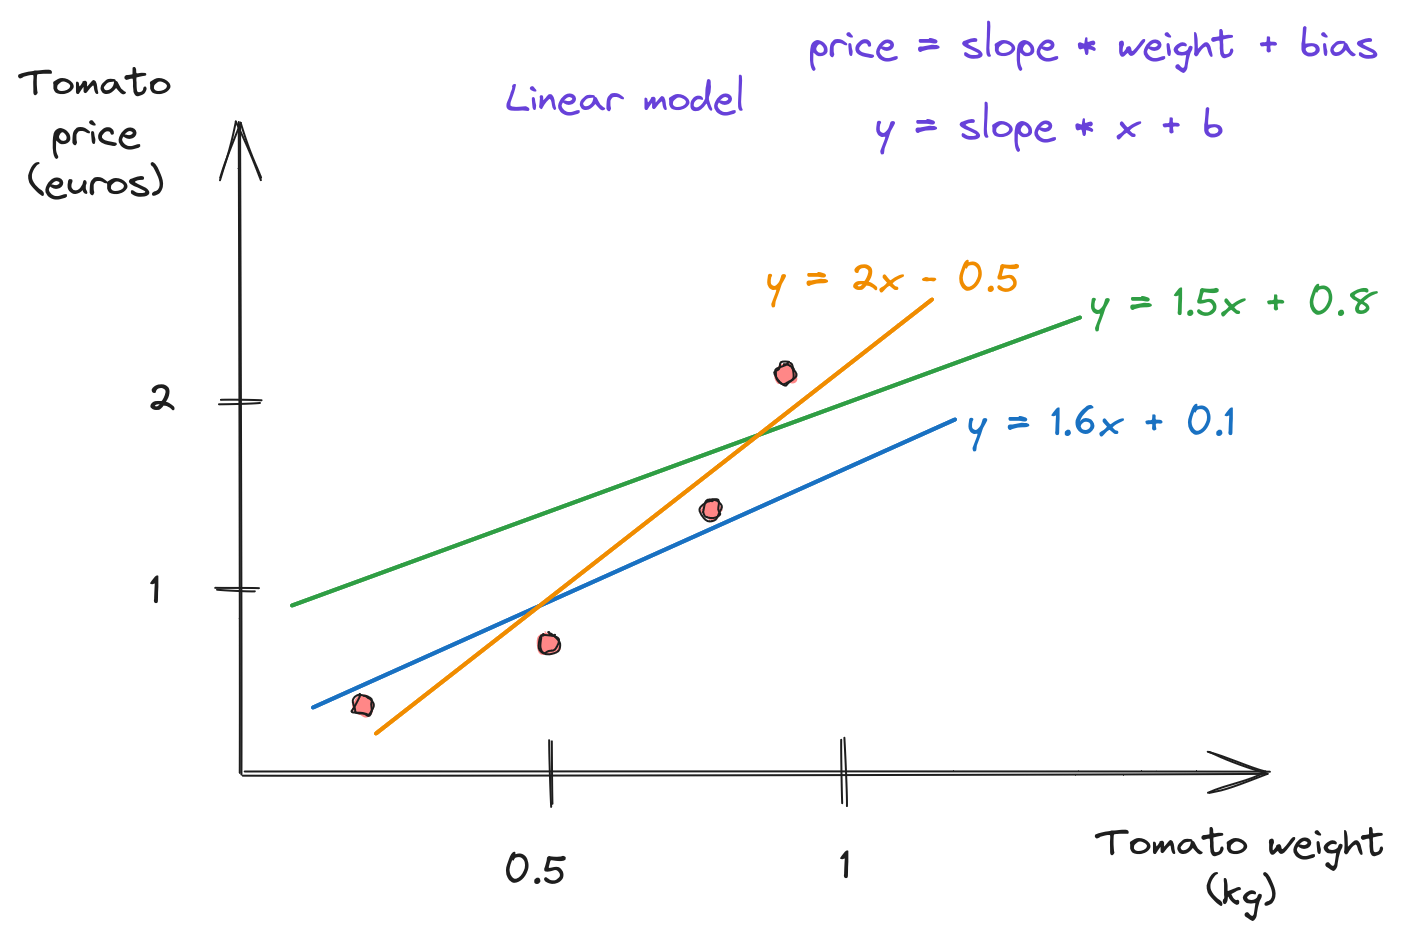 price = slope * weight + bias
Linear model
y = slope * x + b
Tomato
price
(euros)
y = 2x - 0.5
y = 1.5x + 0.8
2
y = 1.6x + 0.1
1
0.5
1
Tomato weight
(kg)